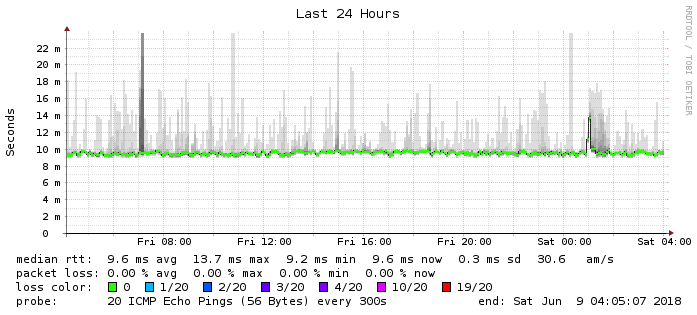 Last 24 Hours
RRDTOOL / TOBI OETIKER
Seconds
22 m
20 m
18 m
16 m
14 m
12 m
10 m
8 m
6 m
4 m
2 m
0
Fri 08:00 Fri 12:00 Fri 16:00 Fri 20:00 Sat 00:00 Sat 04:00
median rtt: 9.6 ms avg 13.7 ms max 9.2 ms min 9.6 ms now 0.3 ms sd 30.6 am/s
packet loss: 0.00 % avg 0.00 % max 0.00 % min 0.00 % now
loss color: 0 1/20 2/20 3/20 4/20 10/20 19/20
probe: 20 ICMP Echo Pings (56 Bytes) every 300s end: Sat Jun 9 04:05:07 2018